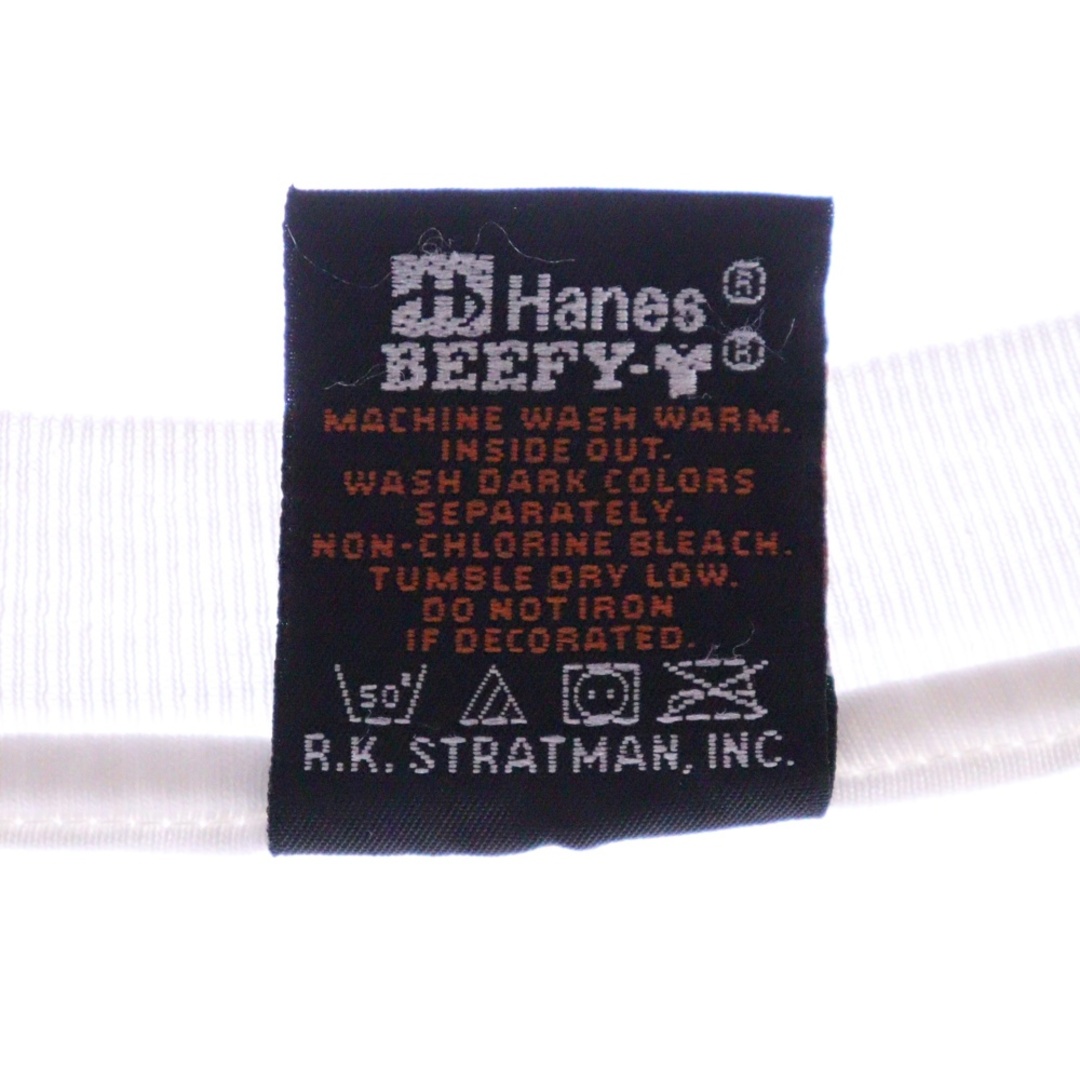 Hanes ®
BEEFY-T ®
MACHINE WASH WARM.
INSIDE OUT.
WASH DARK COLORS
SEPARATELY.
NON-CHLORINE BLEACH.
TUMBLE DRY LOW.
DO NOT IRON
IF DECORATED.
50°
R.K. STRATMAN, INC.